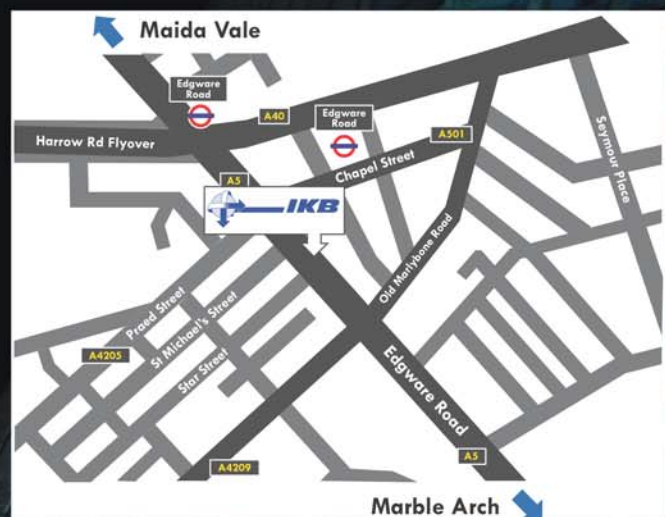 Maida Vale
Edgware
Road
A40
Edgware
Road
Harrow Rd Flyover
A501
Chapel Street
Seymour Place
A5
IKB
Old Marlybone Road
Praed Street
St Michael's Street
A4205
Star Street
Edgware Road
A5
A4209
Marble Arch